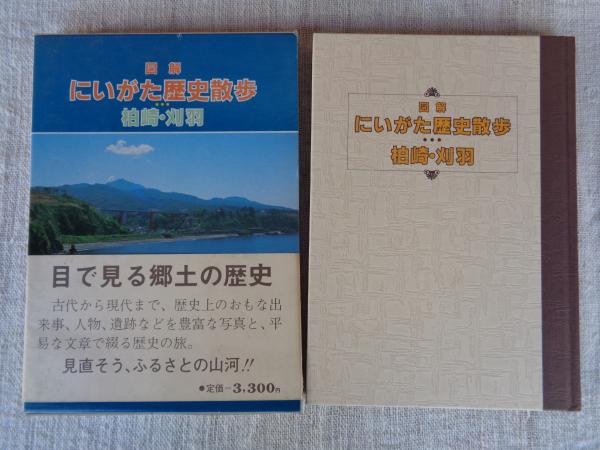 図解
にいがた歴史散歩
柏崎・刈羽
目で見る郷土の歴史
古代から現代まで、歴史上のおもな出
来事、人物、遺跡などを豊富な写真と、平
易な文章で綴る歴史の旅。
見直そう、ふるさとの山河!!
●定価=3,300円
図解
にいがた歴史散歩
柏崎・刈羽